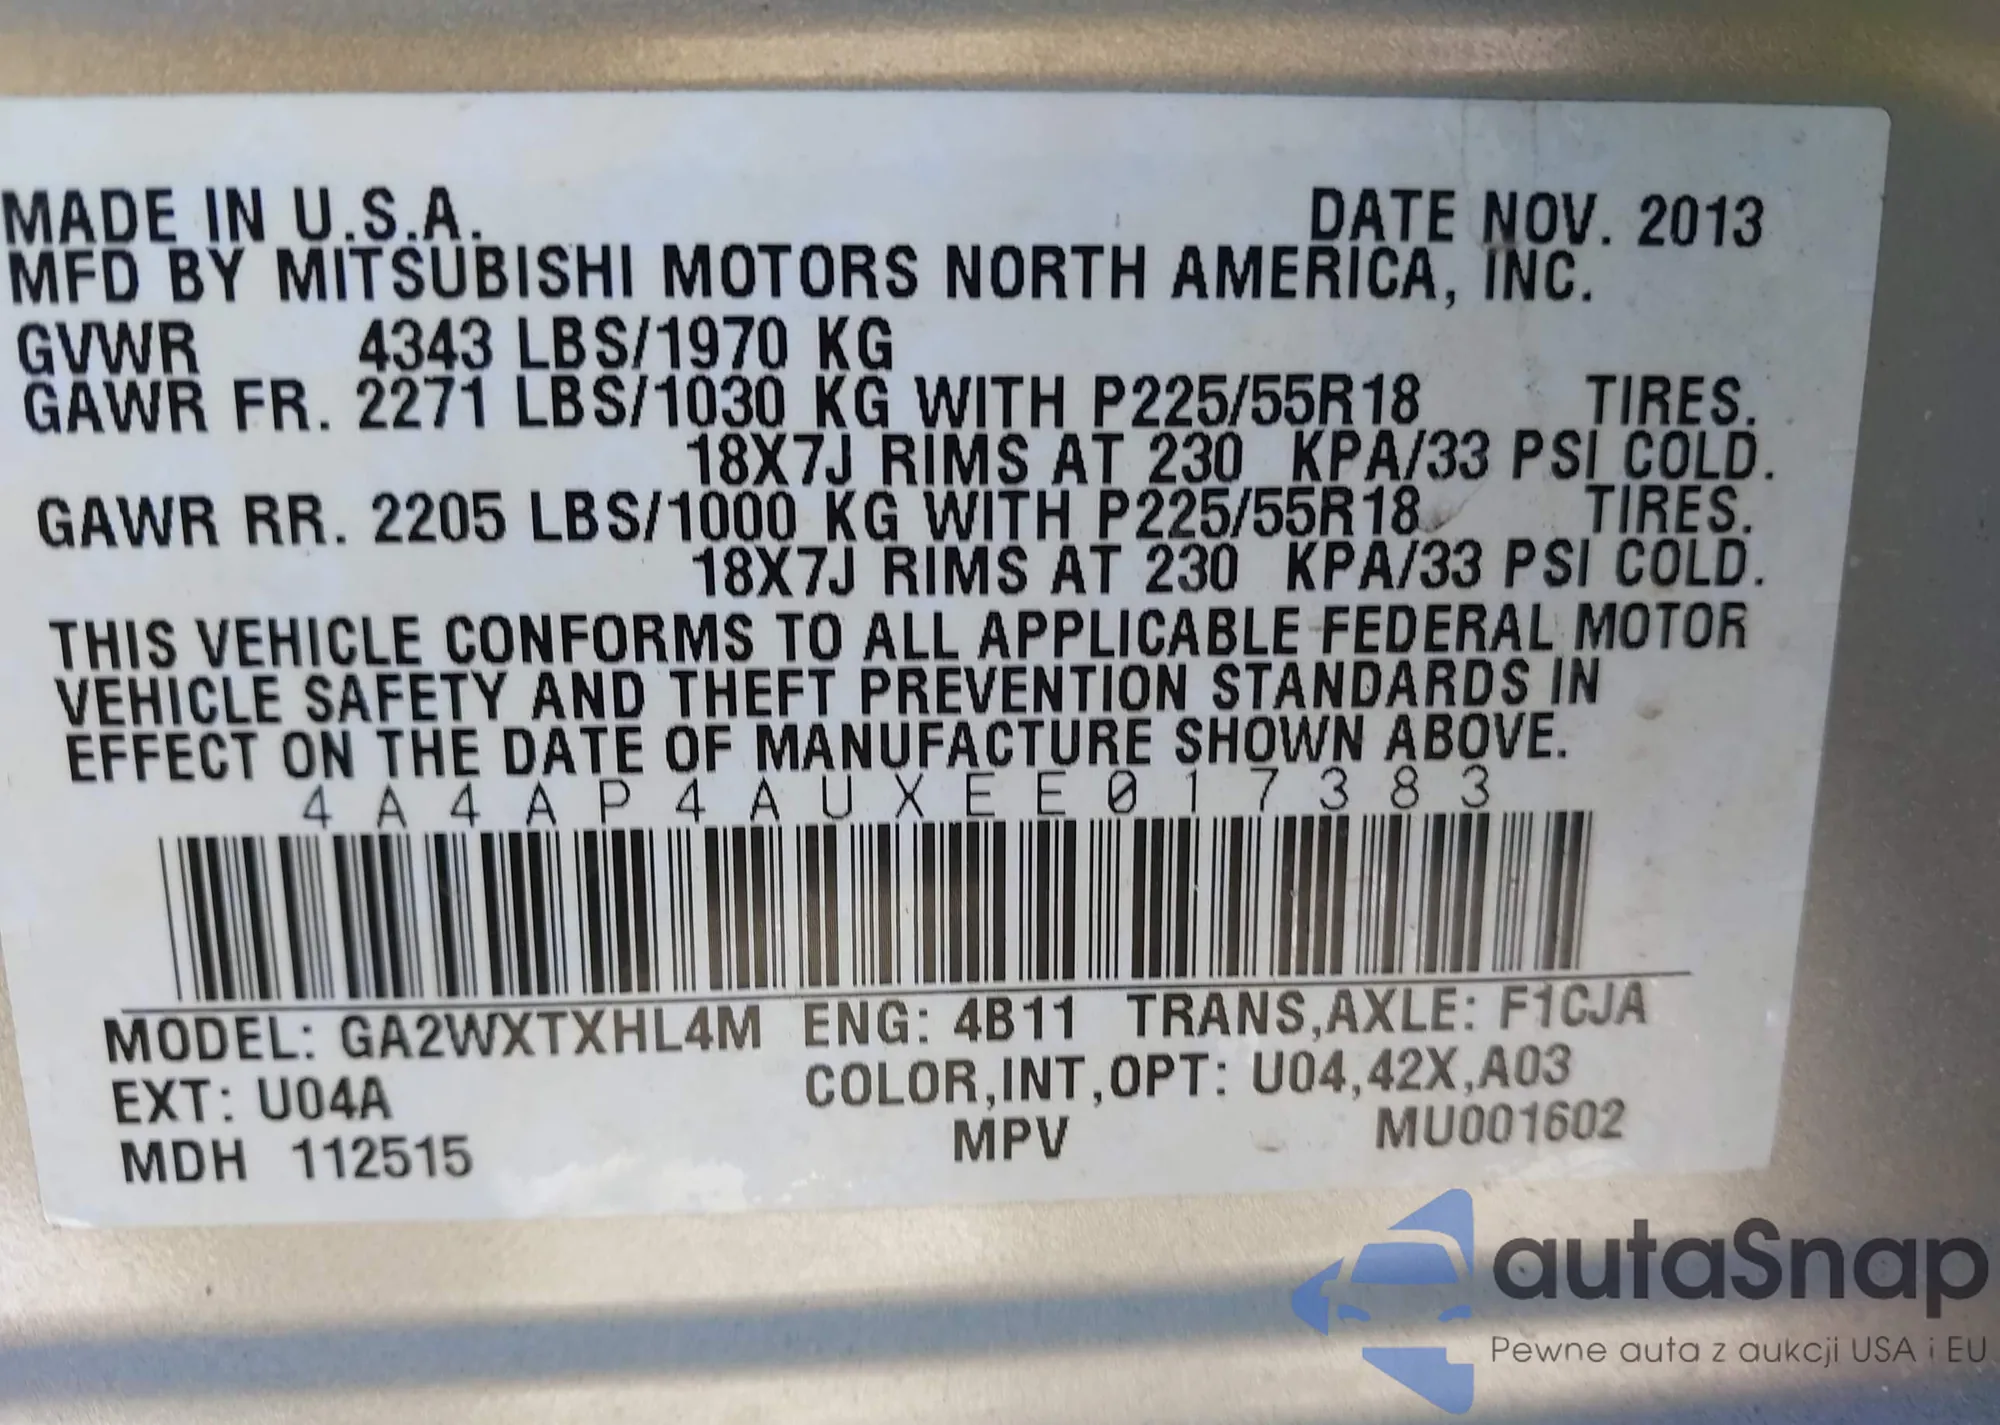 MADE IN U.S.A. DATE NOV. 2013
MFD BY MITSUBISHI MOTORS NORTH AMERICA, INC.
GVWR 4343 LBS/1970 KG
GAWR FR. 2271 LBS/1030 KG WITH P225/55R18 TIRES.
18X7J RIMS AT 230 KPA/33 PSI COLD.
GAWR RR. 2205 LBS/1000 KG WITH P225/55R18 TIRES.
18X7J RIMS AT 230 KPA/33 PSI COLD.
THIS VEHICLE CONFORMS TO ALL APPLICABLE FEDERAL MOTOR
VEHICLE SAFETY AND THEFT PREVENTION STANDARDS IN
EFFECT ON THE DATE OF MANUFACTURE SHOWN ABOVE.
4A4AP4AUXEE017383
MODEL: GA2WXTXHL4M ENG: 4B11 TRANS,AXLE: F1CJA
EXT: U04A COLOR,INT,OPT: U04,42X,A03
MDH 112515 MPV MU001602
autaSnap
Pewne auta z aukcji USA i EU